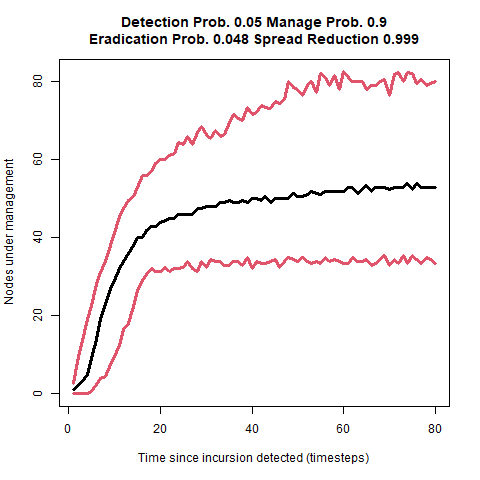 Detection Prob. 0.05 Manage Prob. 0.9
Eradication Prob. 0.048 Spread Reduction 0.999
80
60
40
20
0
Nodes under management
0 20 40 60 80
Time since incursion detected (timesteps)